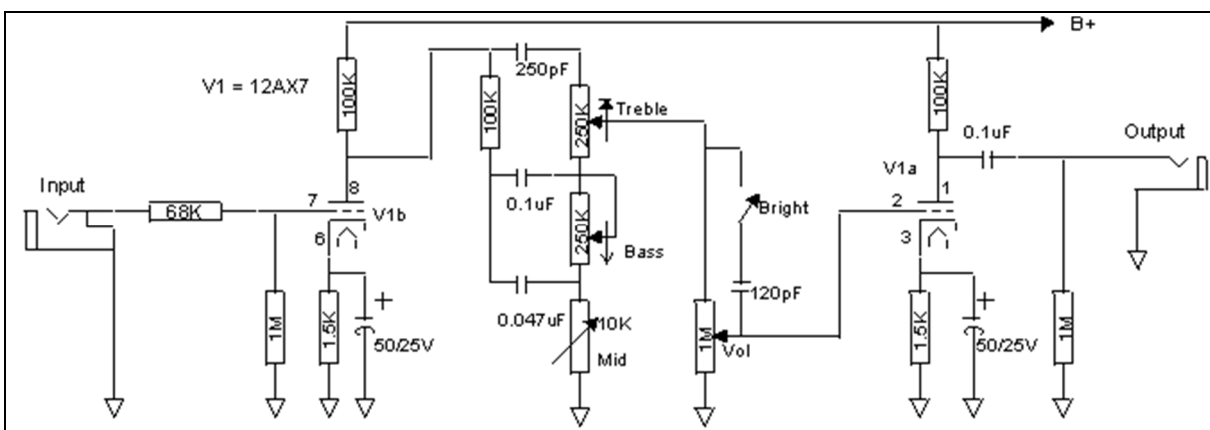 B+
V1 = 12AX7
100K
250pF
100K
250K
Treble
100K
0.1uF
Output
Input
68K
7
8
V1b
6
0.1uF
250K
Bass
Bright
V1a
2
1
3
1M
1.5K
+
50/25V
0.047uF
10K
Mid
120pF
1M
Vol
1.5K
+
50/25V
1M